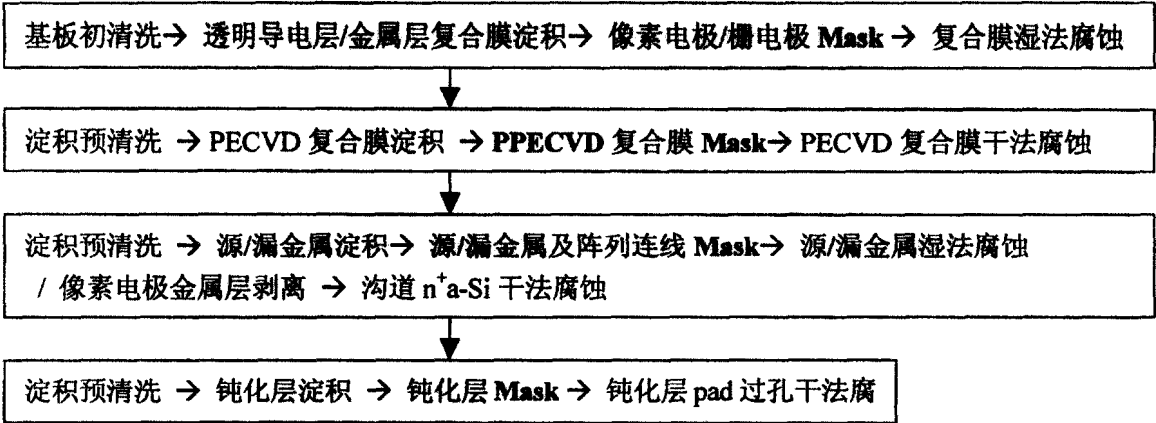 基板初清洗→ 透明导电层/金属层复合膜淀积→ 像素电极/栅电极 Mask → 复合膜湿法腐蚀
淀积预清洗 → PECVD 复合膜淀积 → PPECVD 复合膜 Mask→ PECVD 复合膜干法腐蚀
淀积预清洗 → 源/漏金属淀积→ 源/漏金属及阵列连线 Mask→ 源/漏金属湿法腐蚀
/ 像素电极金属层剥离 → 沟道 n⁺a-Si 干法腐蚀
淀积预清洗 → 钝化层淀积 → 钝化层 Mask → 钝化层 pad 过孔干法腐